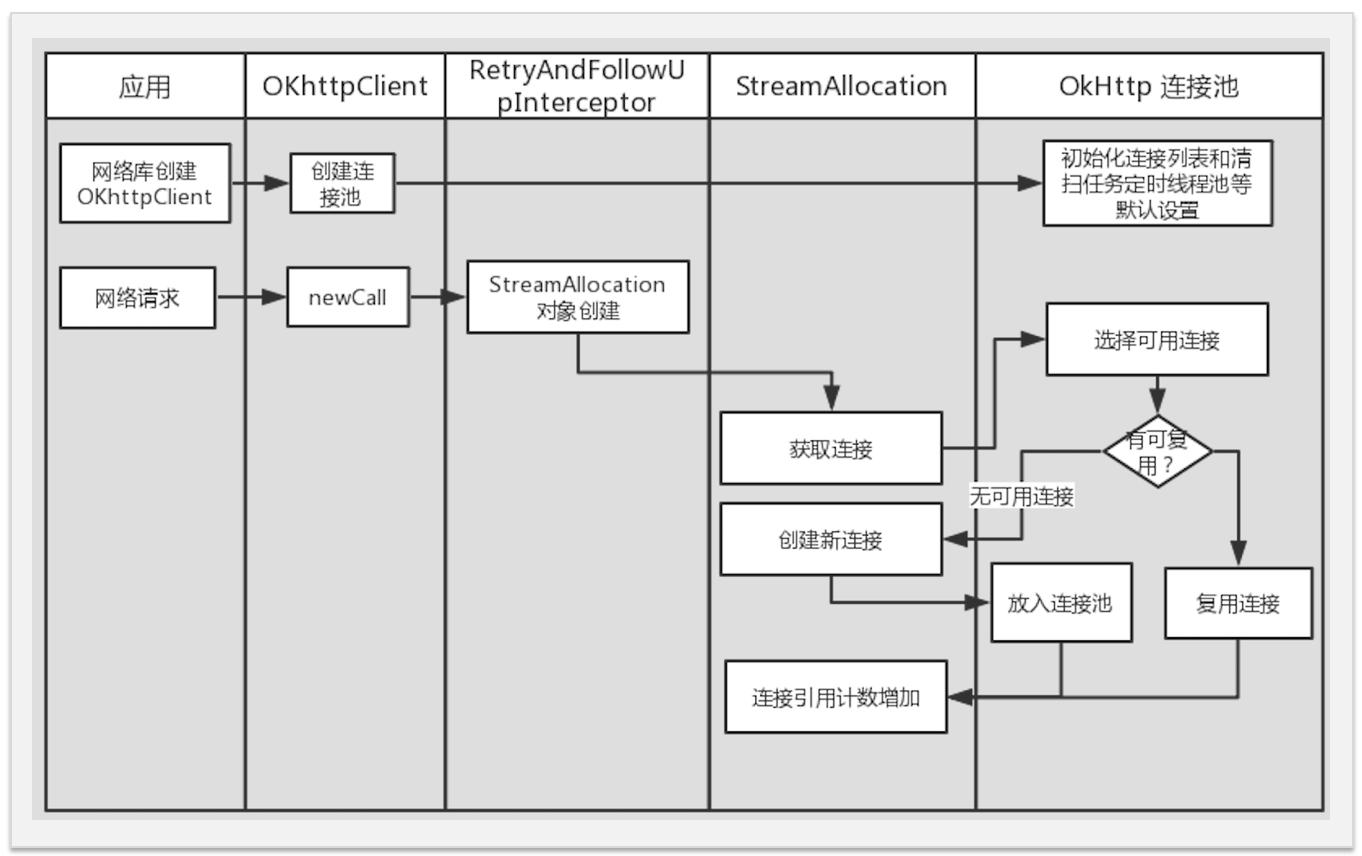 应用
OKhttpClient
RetryAndFollowU
pInterceptor
StreamAllocation
OkHttp 连接池
网络库创建
OKhttpClient
创建连
接池
初始化连接列表和清
扫任务定时线程池等
默认设置
网络请求
newCall
StreamAllocation
对象创建
选择可用连接
获取连接
有可复
用？
无可用连接
创建新连接
放入连接池
复用连接
连接引用计数增加